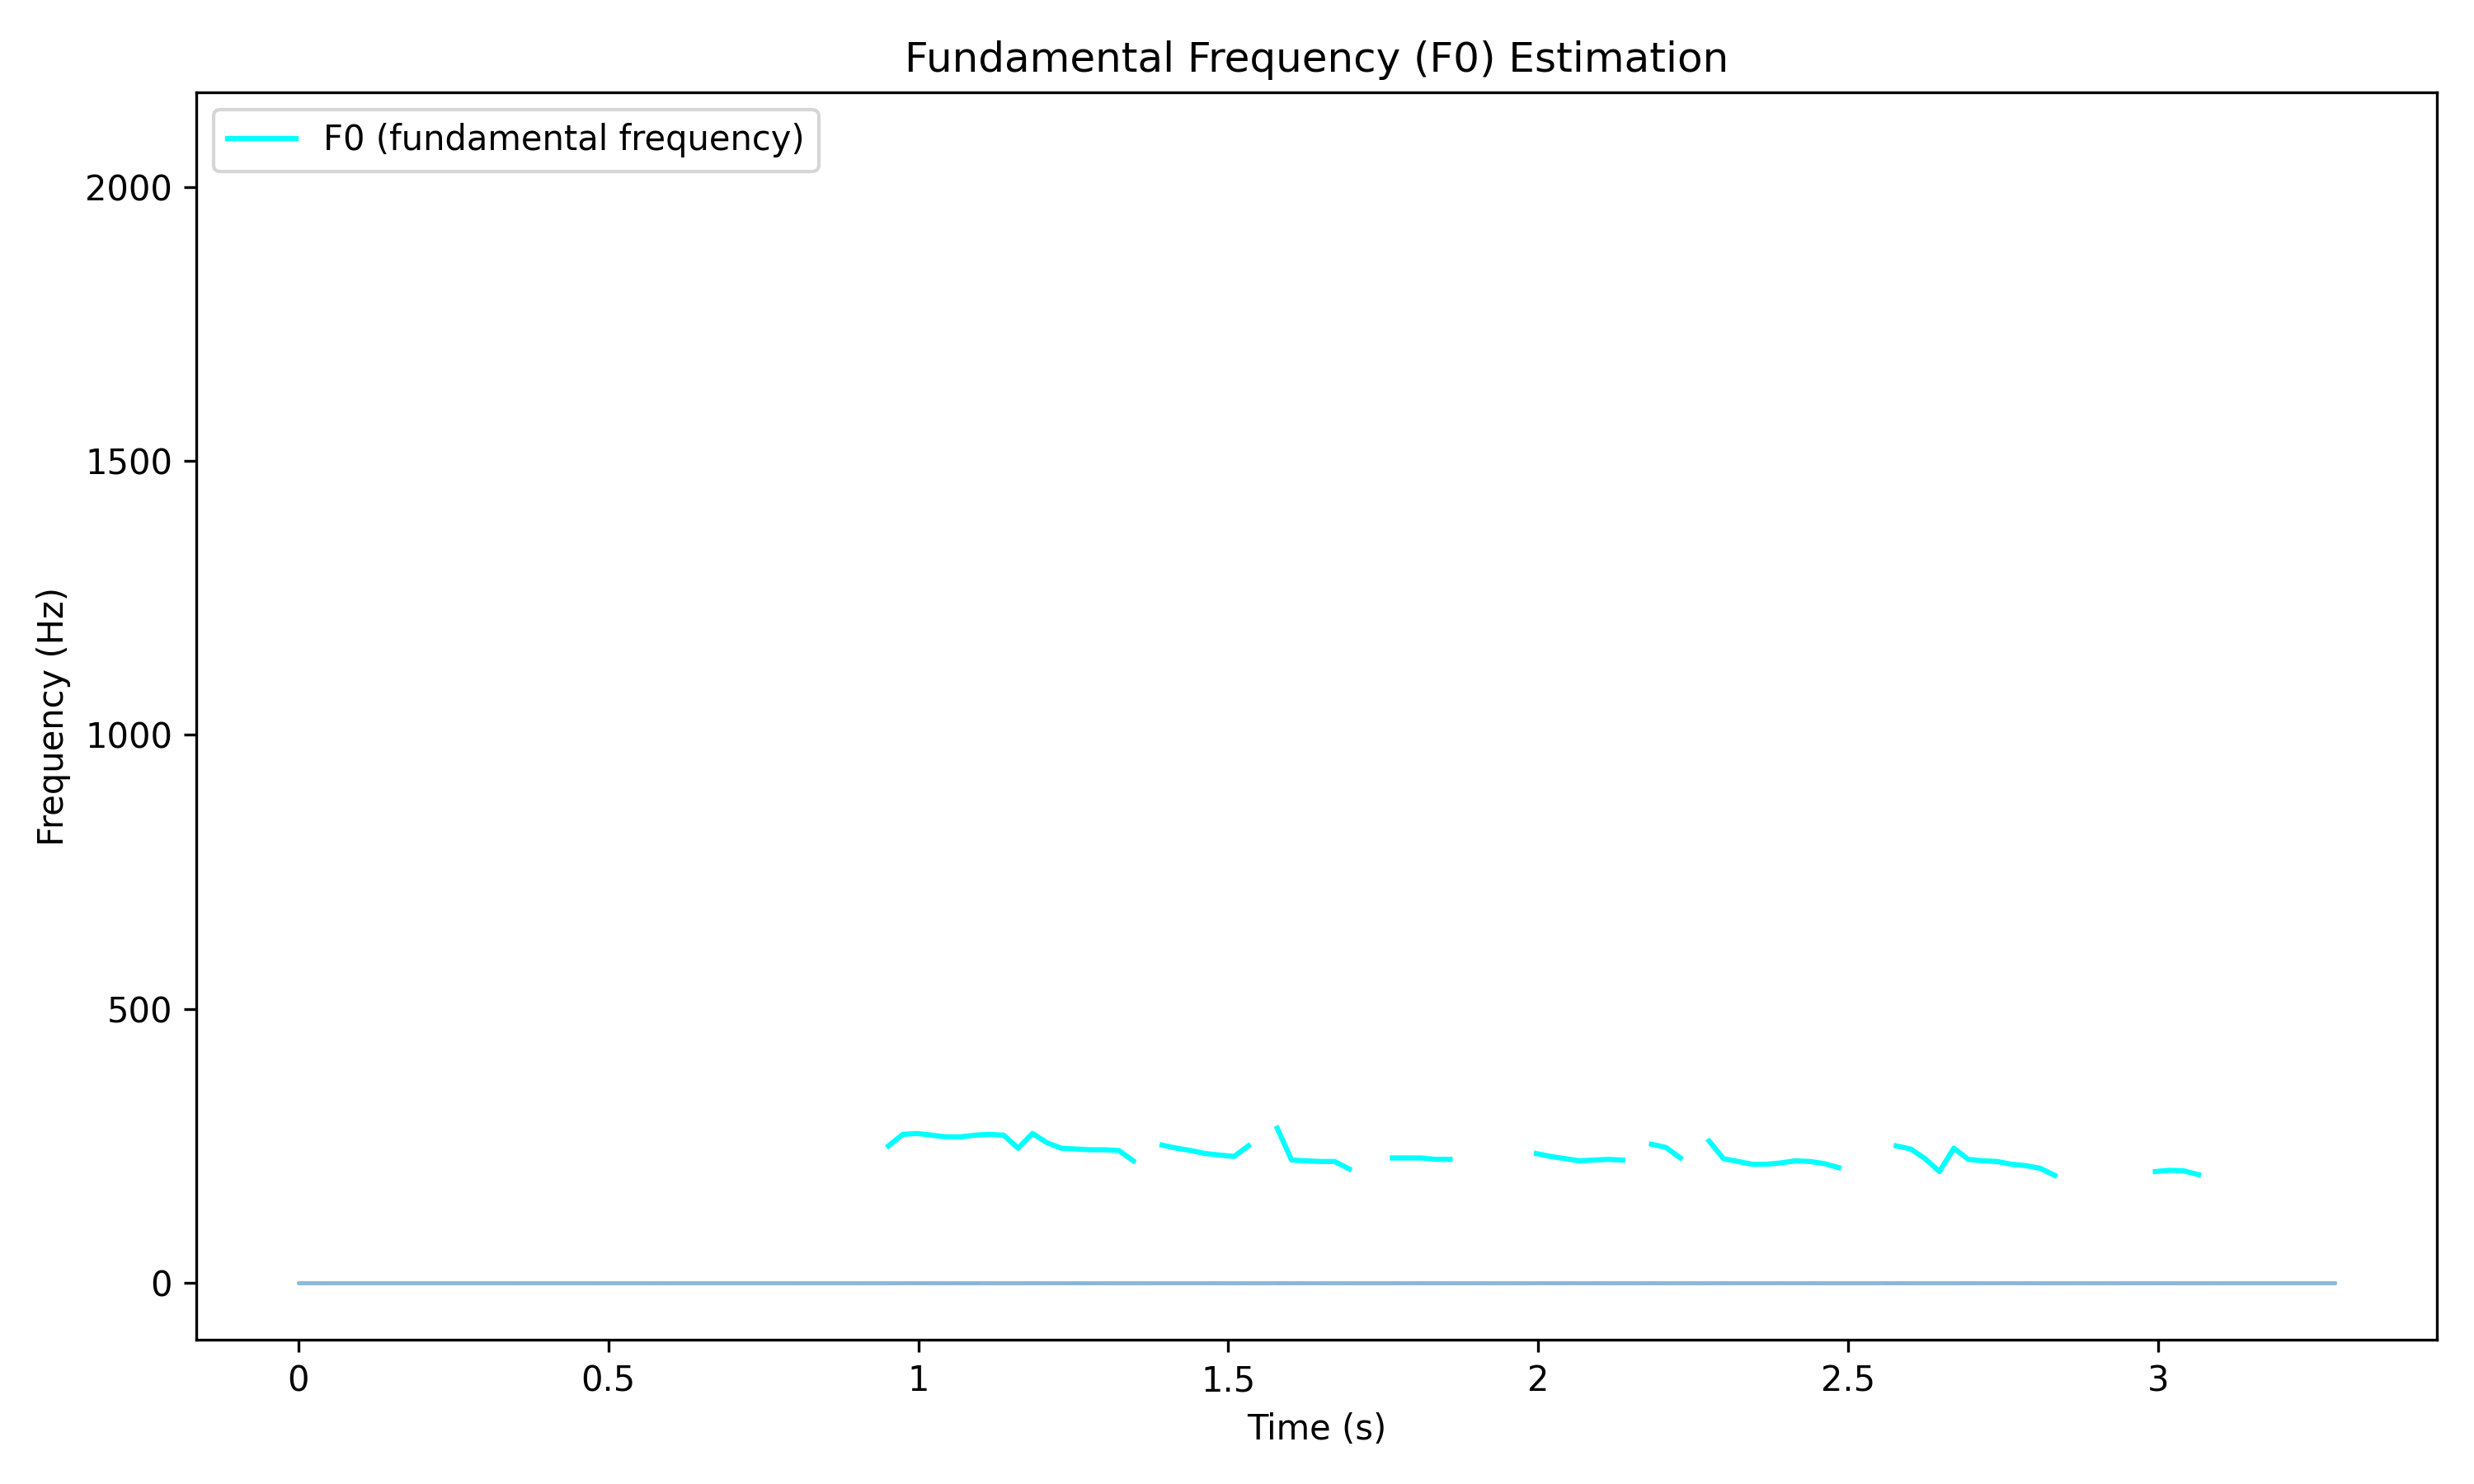 Fundamental Frequency (F0) Estimation
F0 (fundamental frequency)
2000
1500
1000
500
0
Frequency (Hz)
0 0.5 1 1.5 2 2.5 3
Time (s)